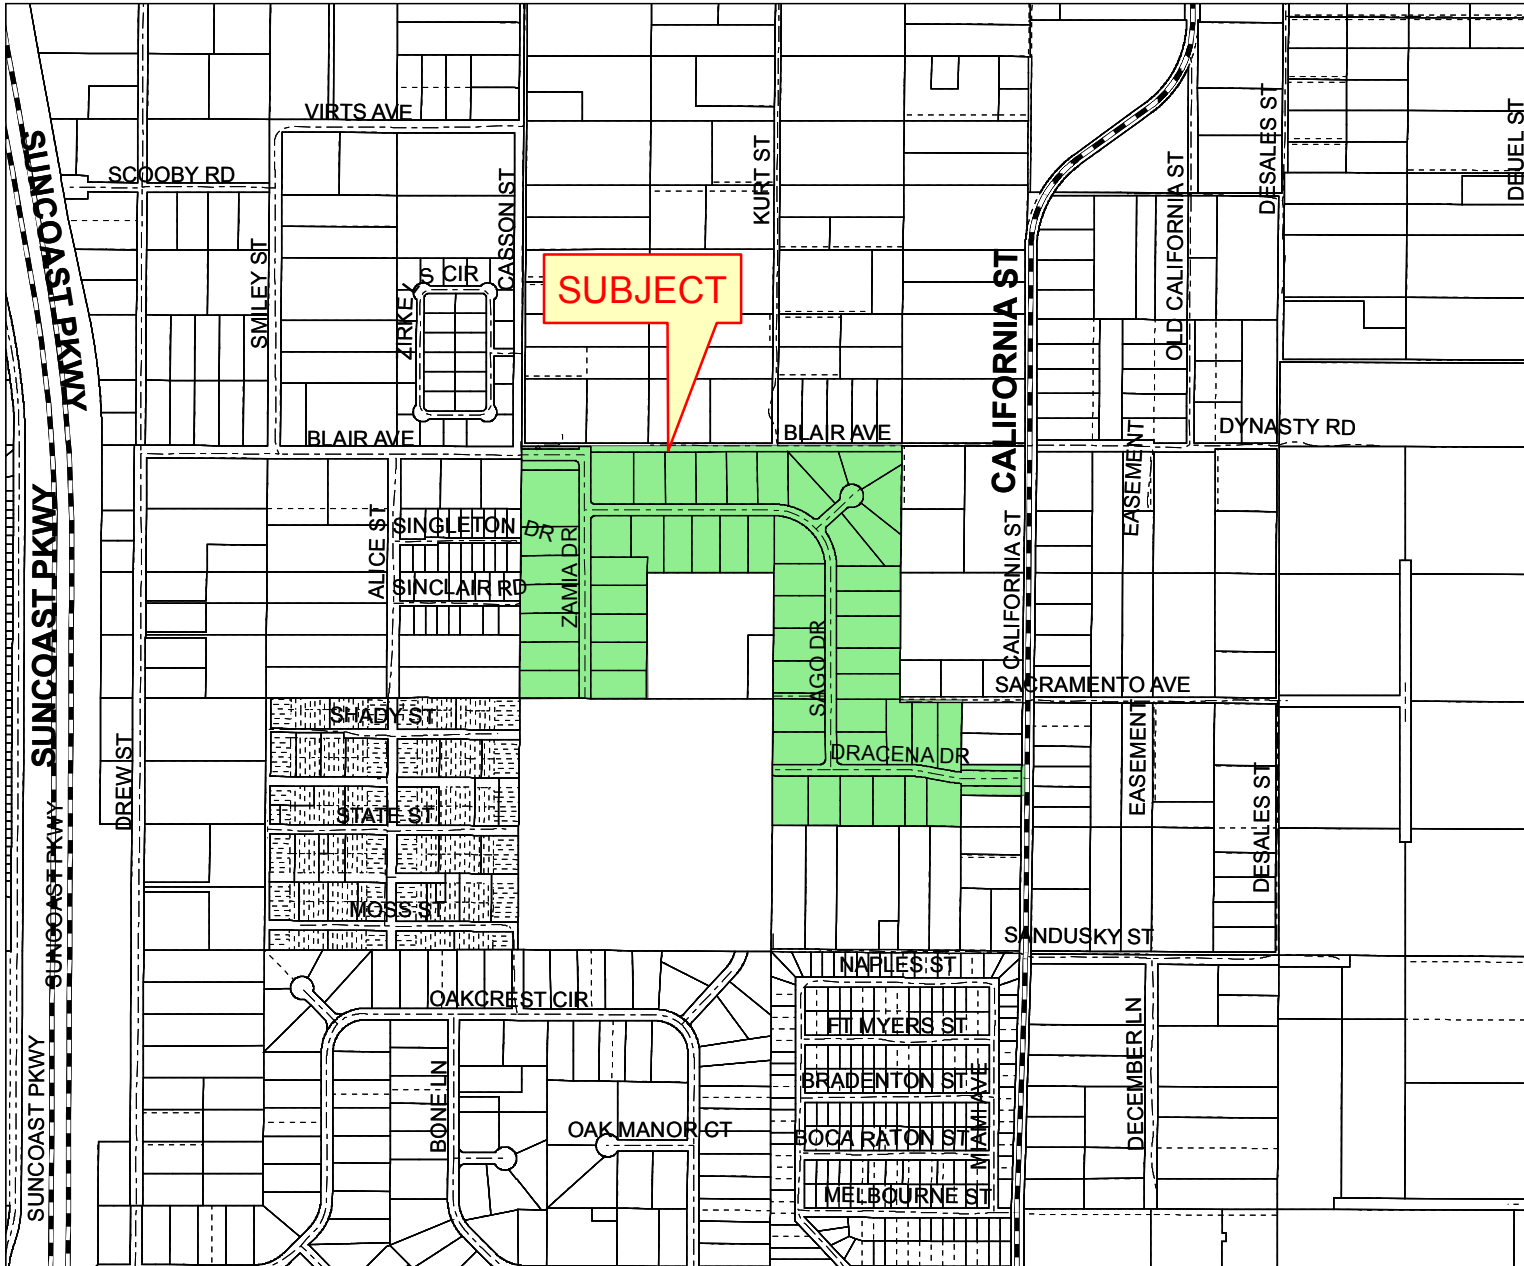 VIRTS AVE
SCOOBY RD
SUNCOAST PKWY
SMILEY ST
CASSON ST
KURT ST
DESALES ST
DEUEL ST
OLD CALIFORNIA ST
S CIR
SUBJECT
CALIFORNIA ST
BLAIR AVE
BLAIR AVE
DYNASTY RD
EASEMENT
SUNCOAST PKWY
ALICE ST
SINGLETON DR
SINCLAIR RD
ZAMIA DR
SAGO DR
CALIFORNIA ST
SACRAMENTO AVE
SHADY ST
DREW ST
DRACENA DR
EASEMENT
DESALES ST
STATE ST
SUNCOAST PKWY
MOSS ST
SANDUSKY ST
NAPLES ST
OAKCREST CIR
FT MYERS ST
BONE LN
BRADENTON ST
MIAMI AVE
DECEMBER LN
SUNCOAST PKWY
OAK MANOR CT
BOCA RATON ST
MELBOURNE ST